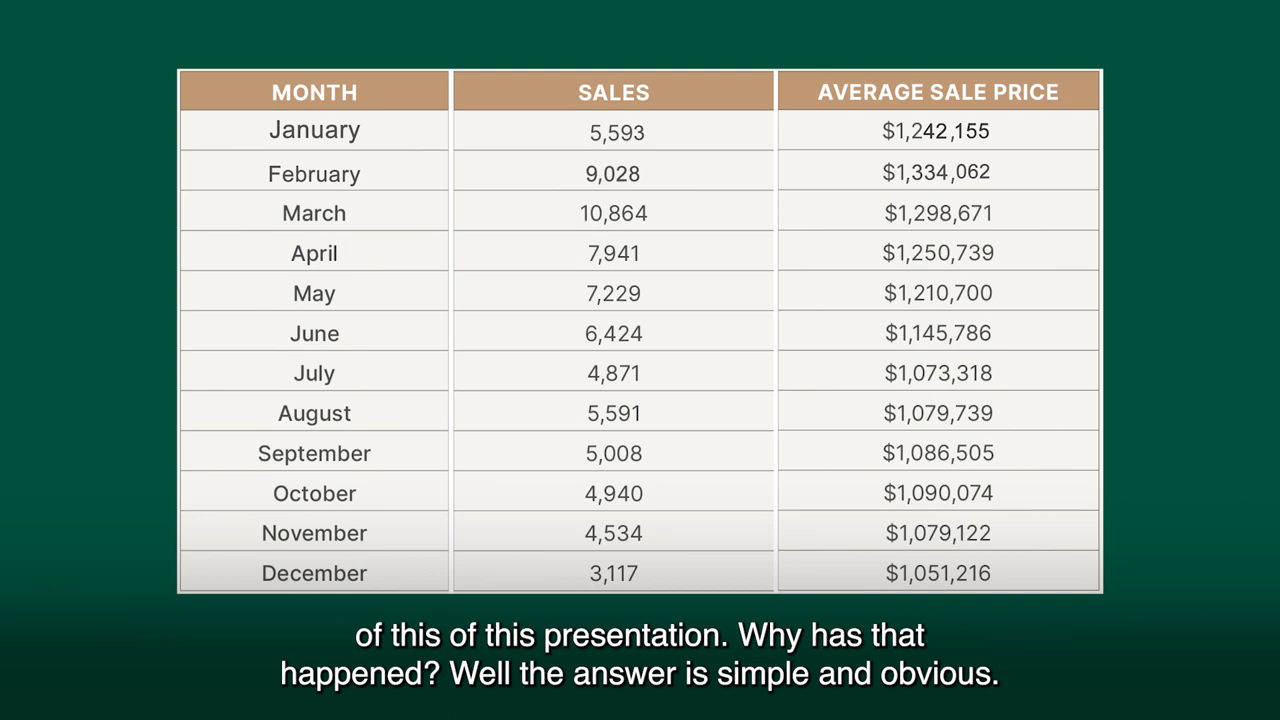 MONTH SALES AVERAGE SALE PRICE
January 5,593 $1,242,155
February 9,028 $1,334,062
March 10,864 $1,298,671
April 7,941 $1,250,739
May 7,229 $1,210,700
June 6,424 $1,145,786
July 4,871 $1,073,318
August 5,591 $1,079,739
September 5,008 $1,086,505
October 4,940 $1,090,074
November 4,534 $1,079,122
December 3,117 $1,051,216
of this of this presentation. Why has that
happened? Well the answer is simple and obvious.